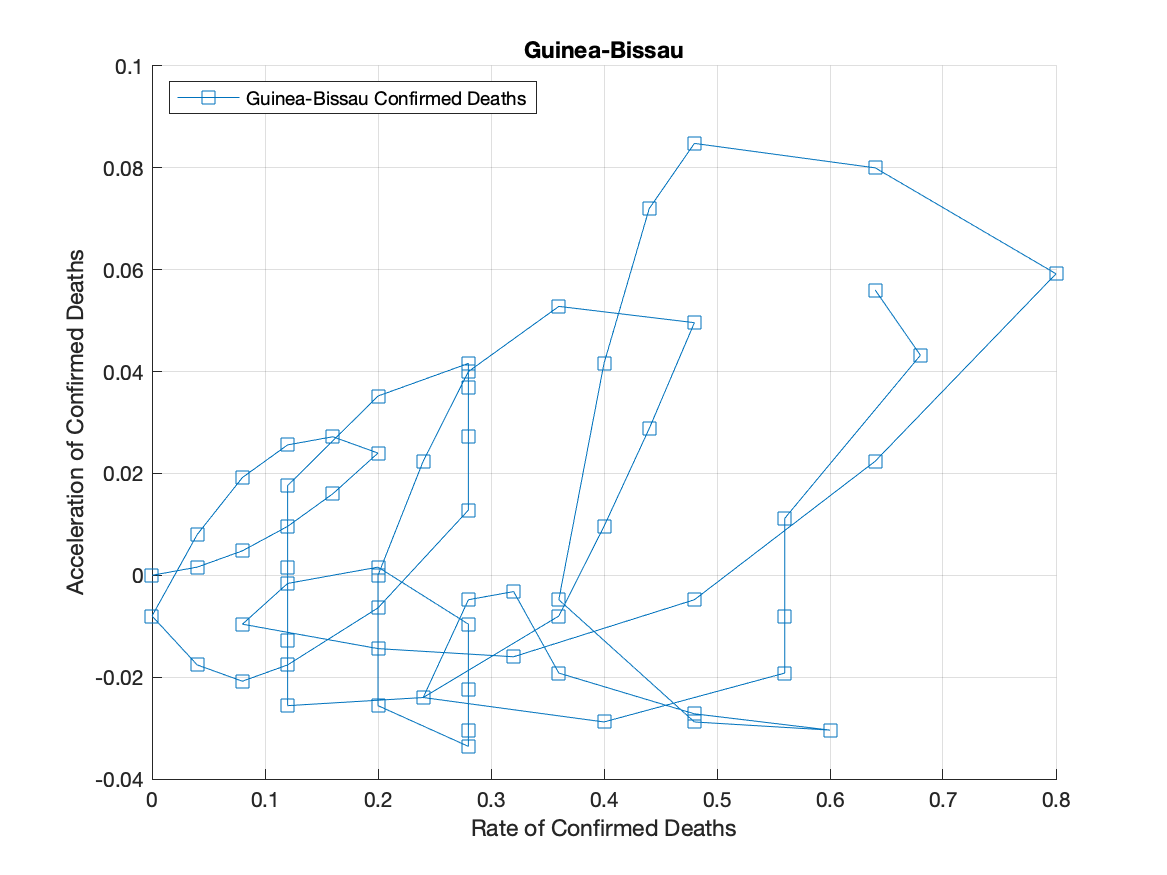 Guinea-Bissau
Guinea-Bissau Confirmed Deaths
Acceleration of Confirmed Deaths
0.1
0.08
0.06
0.04
0.02
0
-0.02
-0.04
0 0.1 0.2 0.3 0.4 0.5 0.6 0.7 0.8
Rate of Confirmed Deaths